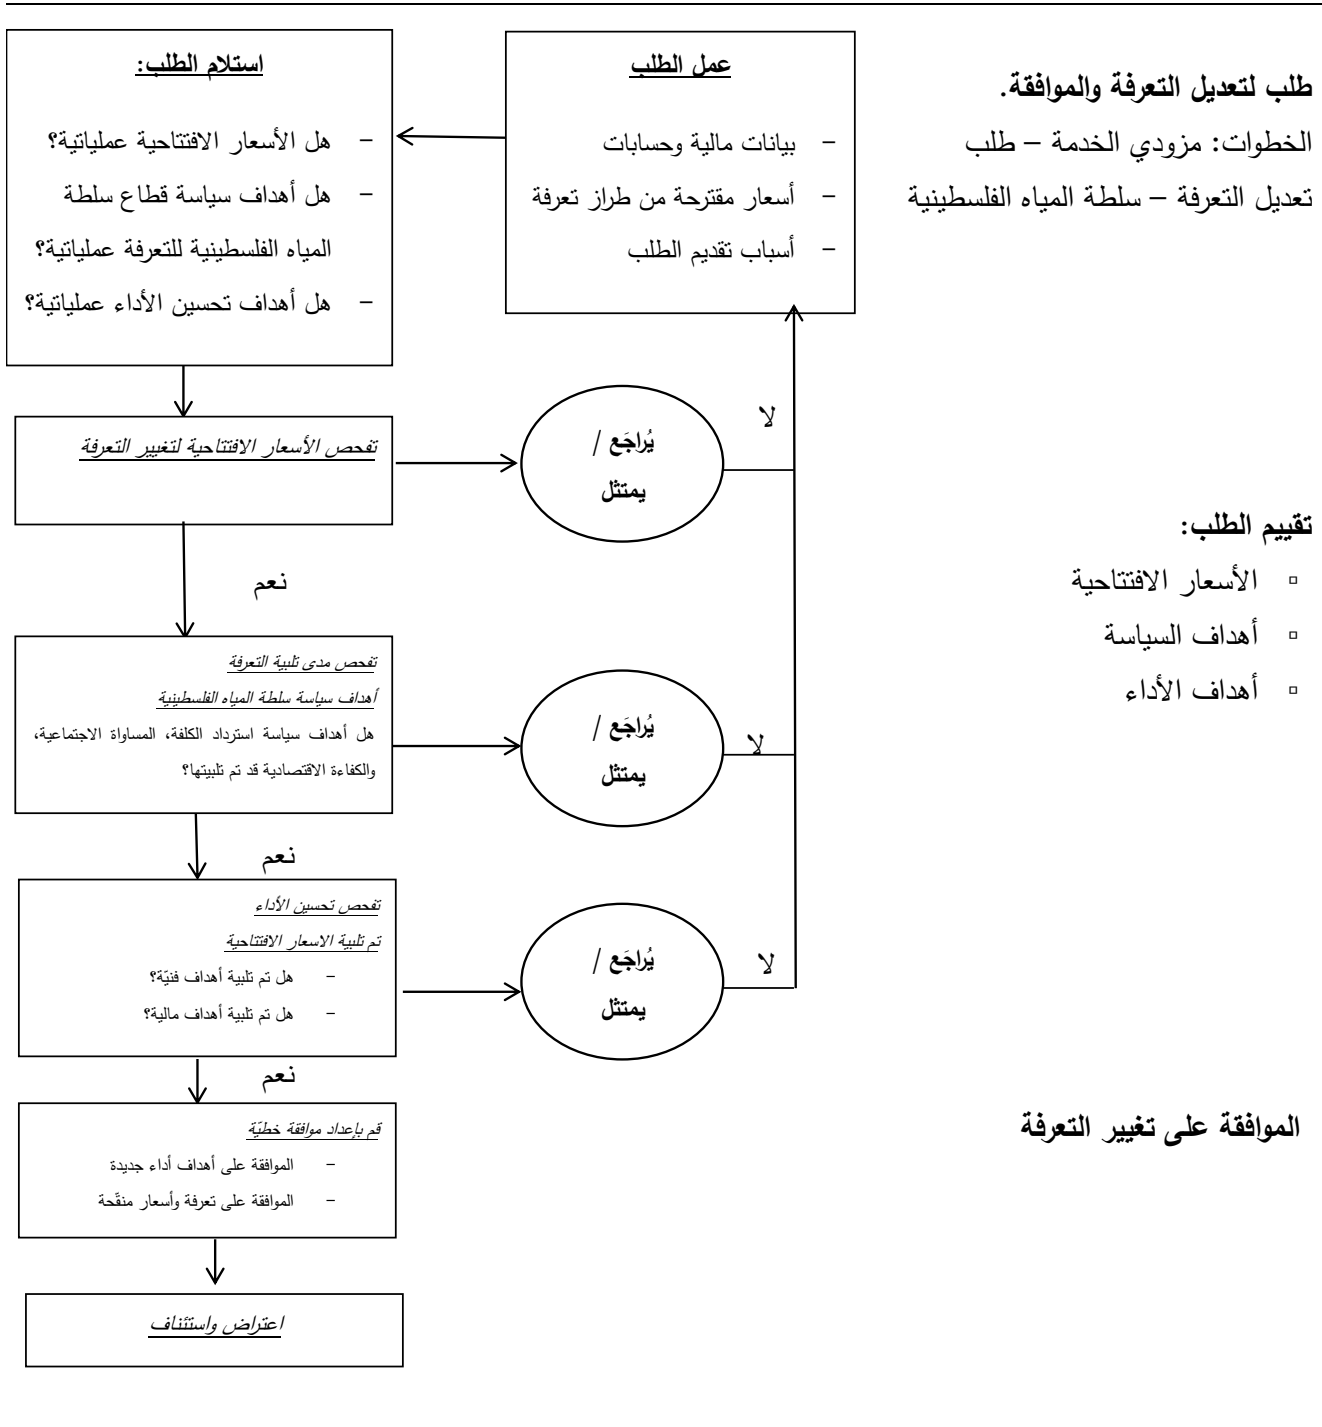 طلب لتعديل التعرفة والموافقة.
الخطوات: مزودي الخدمة – طلب
تعديل التعرفة – سلطة المياه الفلسطينية
عمل الطلب
- بيانات مالية وحسابات
- أسعار مقترحة من طراز تعرفة
- أسباب تقديم الطلب
استلام الطلب:
- هل الأسعار الافتتاحية عملياتية؟
- هل أهداف سياسة قطاع سلطة
المياه الفلسطينية للتعرفة عملياتية؟
- هل أهداف تحسين الأداء عملياتية؟
تقييم الطلب:
▫ الأسعار الافتتاحية
▫ أهداف السياسة
▫ أهداف الأداء
لا
يُراجَع /
يمتثل
تفحص الأسعار الافتتاحية لتغيير التعرفة
نعم
لا
يُراجَع /
يمتثل
تفحص مدى تلبية التعرفة
أهداف سياسة سلطة المياه الفلسطينية
هل أهداف سياسة استرداد الكلفة، المساواة الاجتماعية،
والكفاءة الاقتصادية قد تم تلبيتها؟
نعم
لا
يُراجَع /
يمتثل
تفحص تحسين الأداء
تم تلبية الاسعار الافتتاحية
- هل تم تلبية أهداف فنيّة؟
- هل تم تلبية أهداف مالية؟
نعم
الموافقة على تغيير التعرفة
قم بإعداد موافقة خطيّة
- الموافقة على أهداف أداء جديدة
- الموافقة على تعرفة وأسعار منقّحة
اعتراض واستئناف